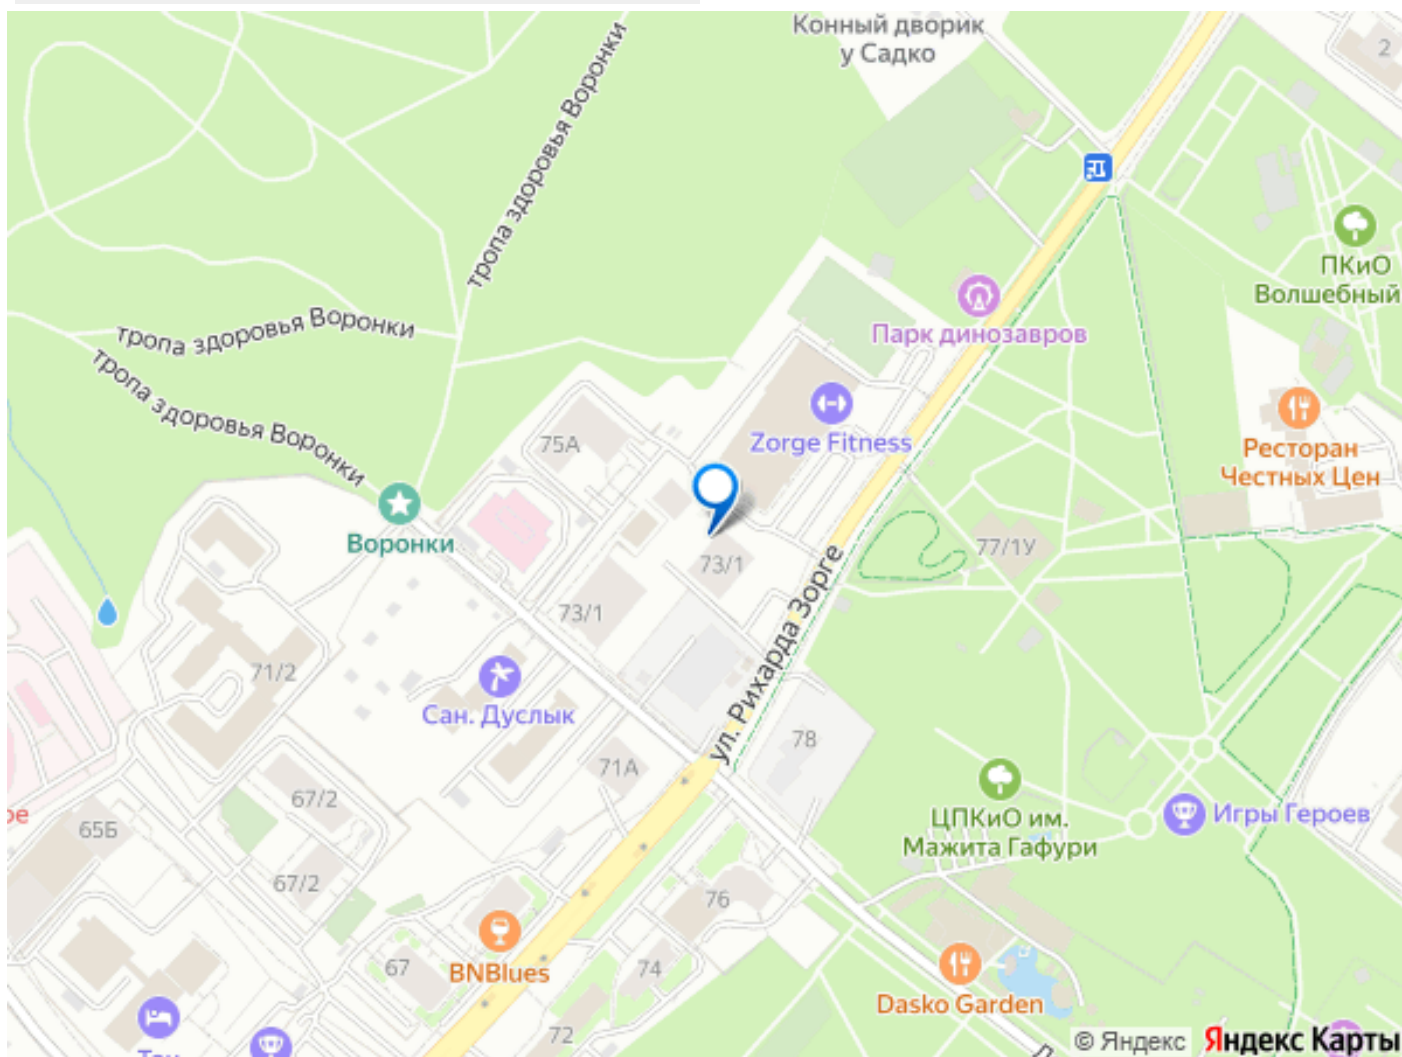 Конный дворик
у Садко
2
тропа здоровья Воронки
ПКиО
Волшебный
тропа здоровья Воронки
Парк динозавров
тропа здоровья Воронки
75А
Zorge Fitness
Ресторан
Честных Цен
Воронки
73/1
77/1У
73/1
ул. Рихарда Зорге
71/2
Сан. Дуслык
78
71А
67/2
ре
65Б
ЦПКиО им.
Мажита Гафури
Игры Героев
67/2
76
BNBlues
67
74
Dasko Garden
72
© Яндекс
Яндекс Карты